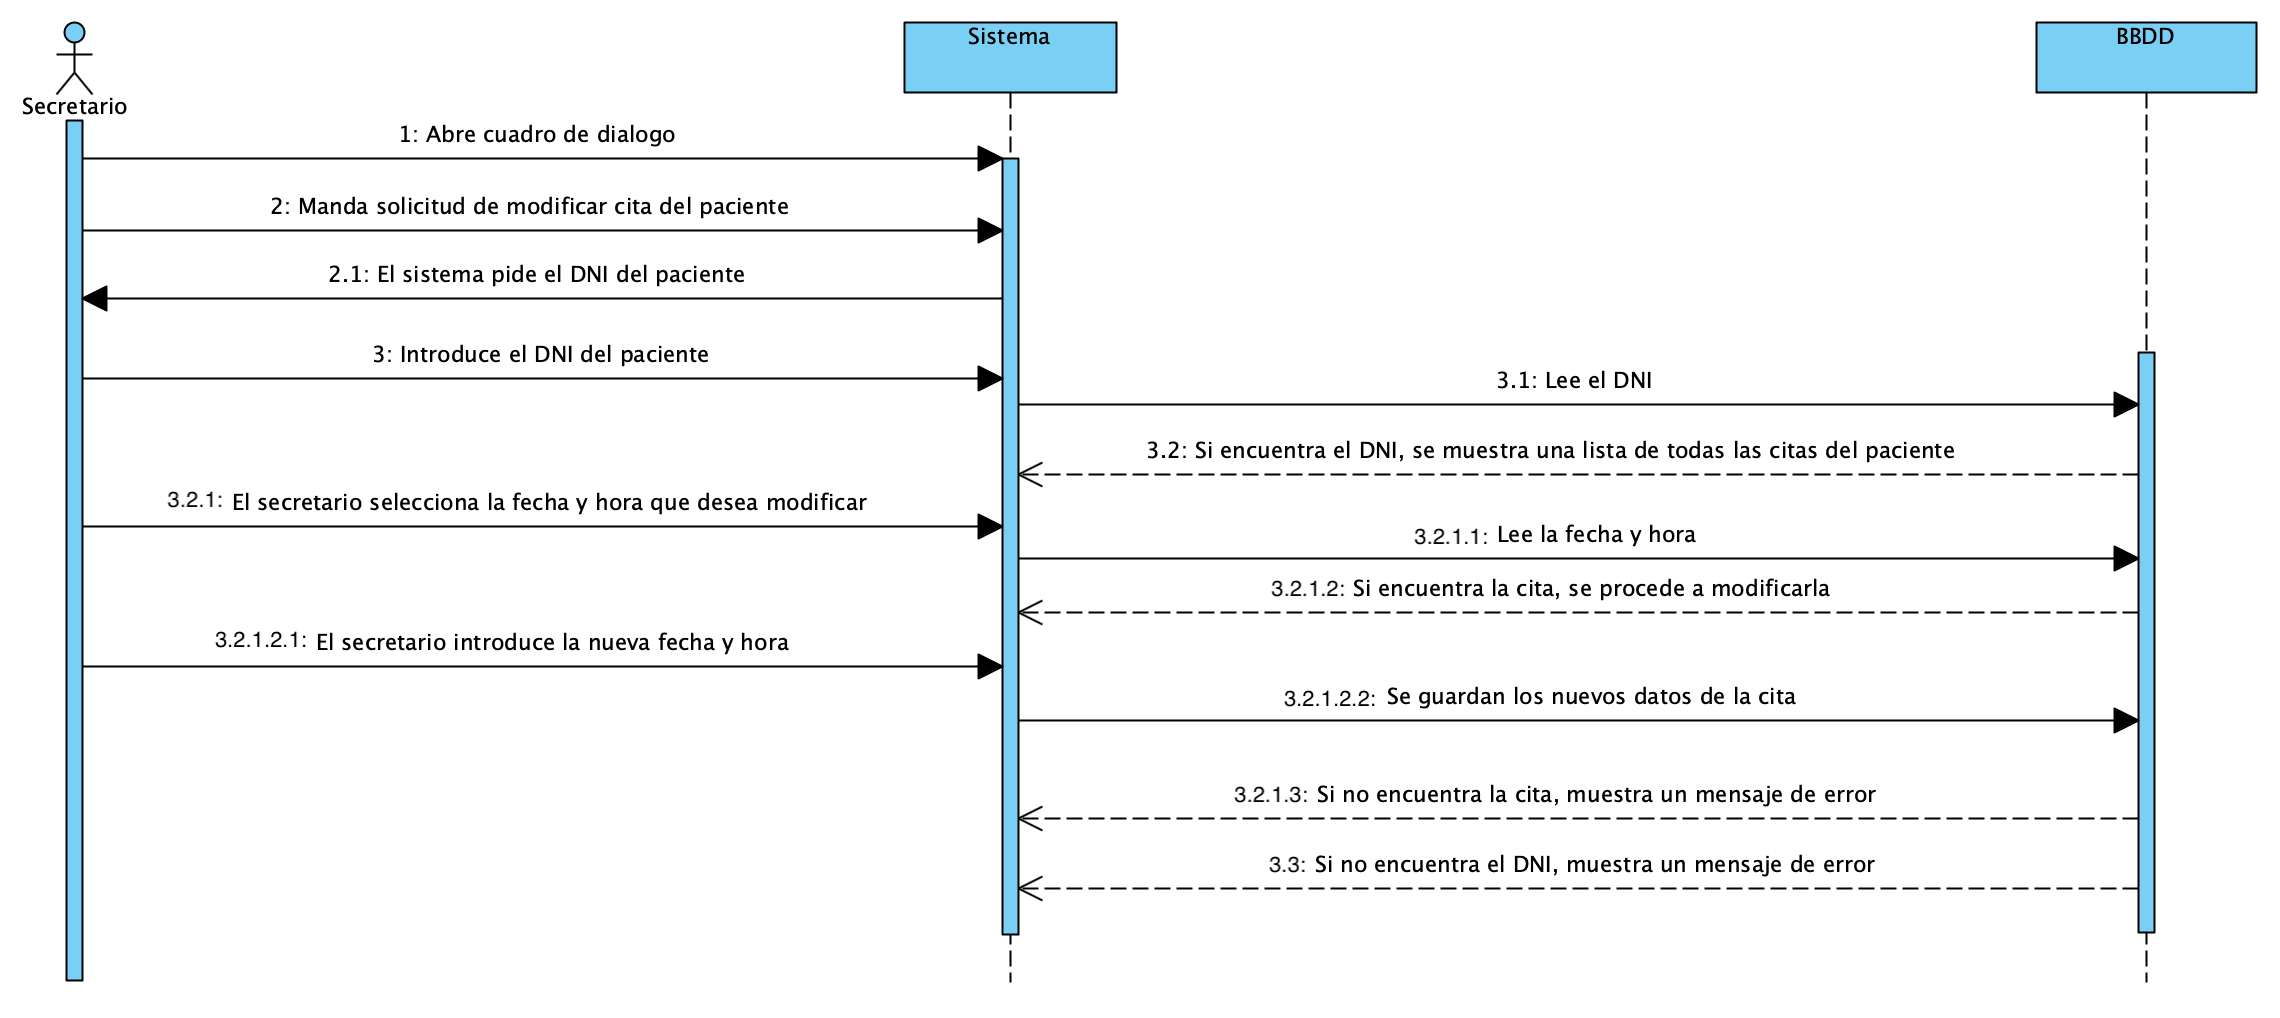 Sistema
BBDD
Secretario
1: Abre cuadro de dialogo
2: Manda solicitud de modificar cita del paciente
2.1: El sistema pide el DNI del paciente
3: Introduce el DNI del paciente
3.1: Lee el DNI
3.2: Si encuentra el DNI, se muestra una lista de todas las citas del paciente
3.2.1: El secretario selecciona la fecha y hora que desea modificar
3.2.1.1: Lee la fecha y hora
3.2.1.2: Si encuentra la cita, se procede a modificarla
3.2.1.2.1: El secretario introduce la nueva fecha y hora
3.2.1.2.2: Se guardan los nuevos datos de la cita
3.2.1.3: Si no encuentra la cita, muestra un mensaje de error
3.3: Si no encuentra el DNI, muestra un mensaje de error